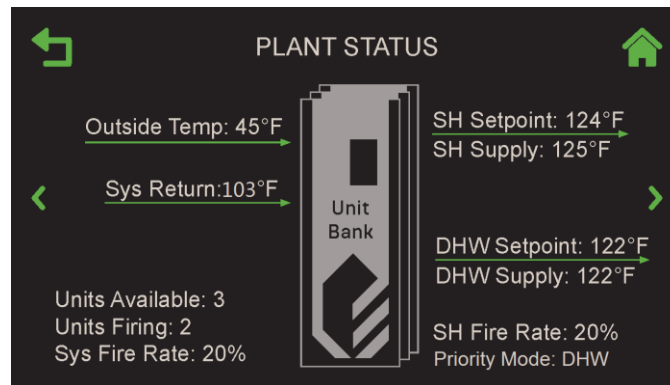 PLANT STATUS
Outside Temp: 45°F
Sys Return:103°F
Unit
Bank
SH Setpoint: 124°F
SH Supply: 125°F
DHW Setpoint: 122°F
DHW Supply: 122°F
Units Available: 3
Units Firing: 2
Sys Fire Rate: 20%
SH Fire Rate: 20%
Priority Mode: DHW